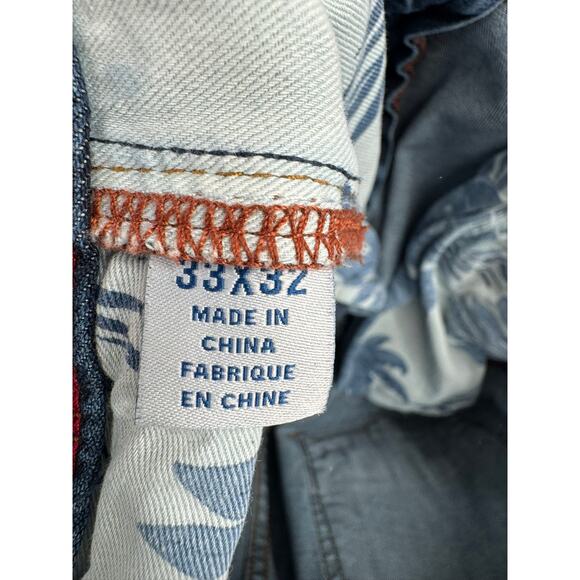 33X32
MADE IN
CHINA
FABRIQUE
EN CHINE